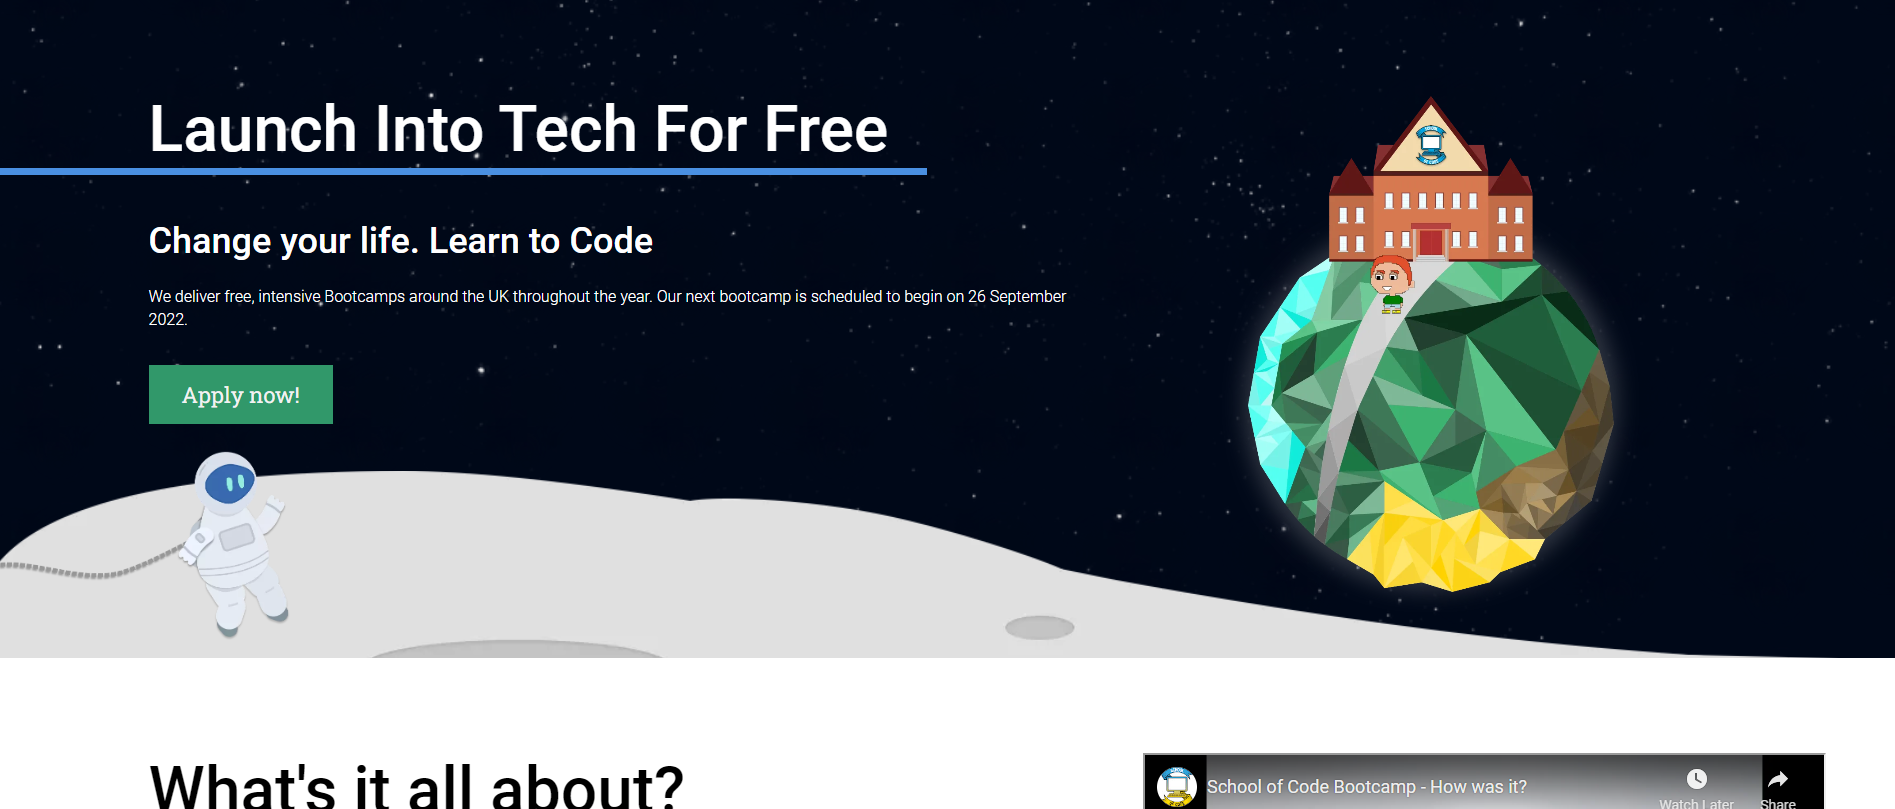 Launch Into Tech For Free
Change your life. Learn to Code
We deliver free, intensive Bootcamps around the UK throughout the year. Our next bootcamp is scheduled to begin on 26 September
2022.
Apply now!
What's it all about?
School of Code Bootcamp - How was it?
Watch Later
Share